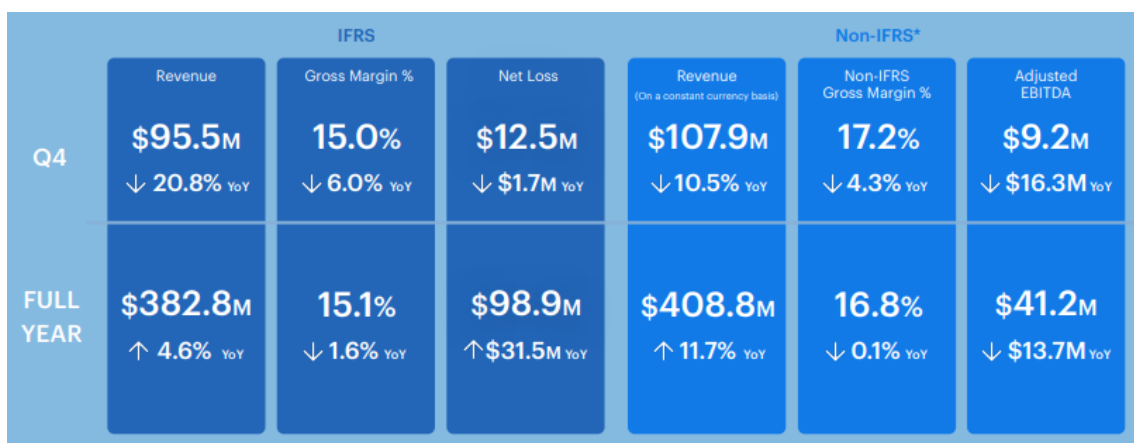 IFRS Non-IFRS*
Revenue Gross Margin % Net Loss Revenue Non-IFRS Adjusted
(On a constant currency basis) Gross Margin % EBITDA
Q4 $95.5M 15.0% $12.5M $107.9M 17.2% $9.2M
↓ 20.8% YoY ↓ 6.0% YoY ↓ $1.7M YoY ↓ 10.5% YoY ↓ 4.3% YoY ↓ $16.3M YoY
FULL YEAR $382.8M 15.1% $98.9M $408.8M 16.8% $41.2M
↑ 4.6% YoY ↓ 1.6% YoY ↑ $31.5M YoY ↑ 11.7% YoY ↓ 0.1% YoY ↓ $13.7M YoY